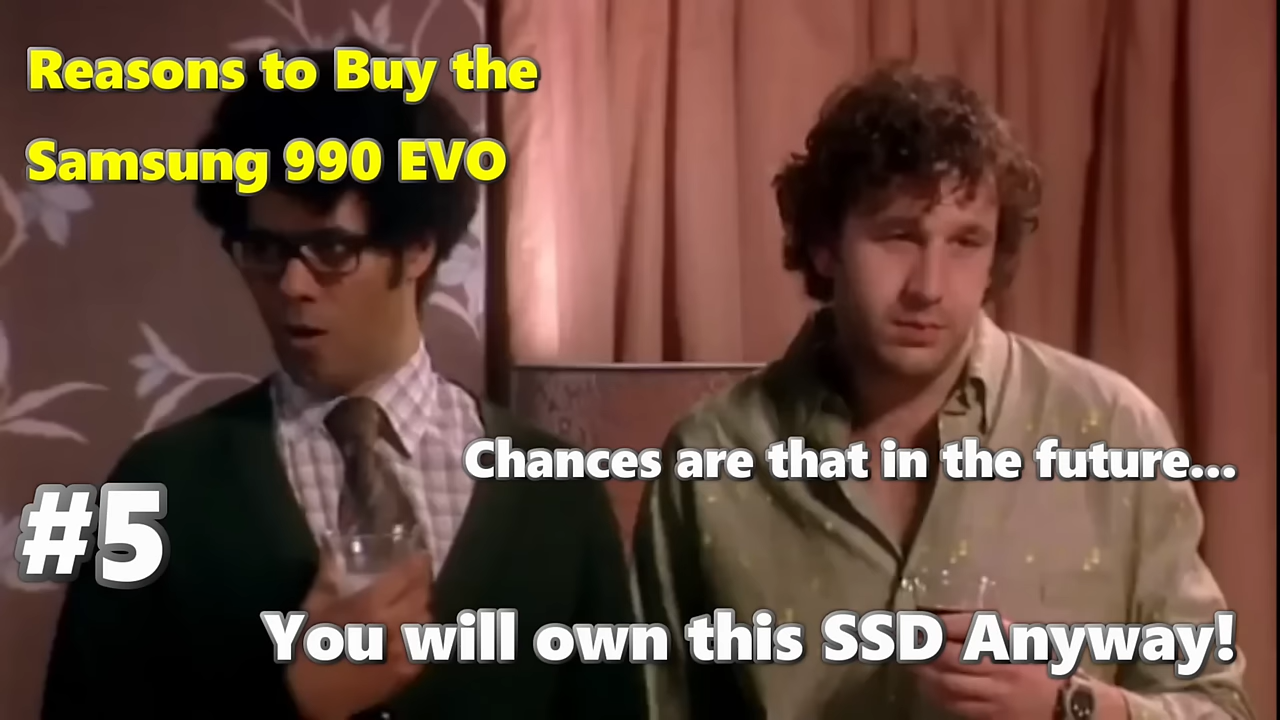 Reasons to Buy the
Samsung 990 EVO
Chances are that in the future...
#5
You will own this SSD Anyway!